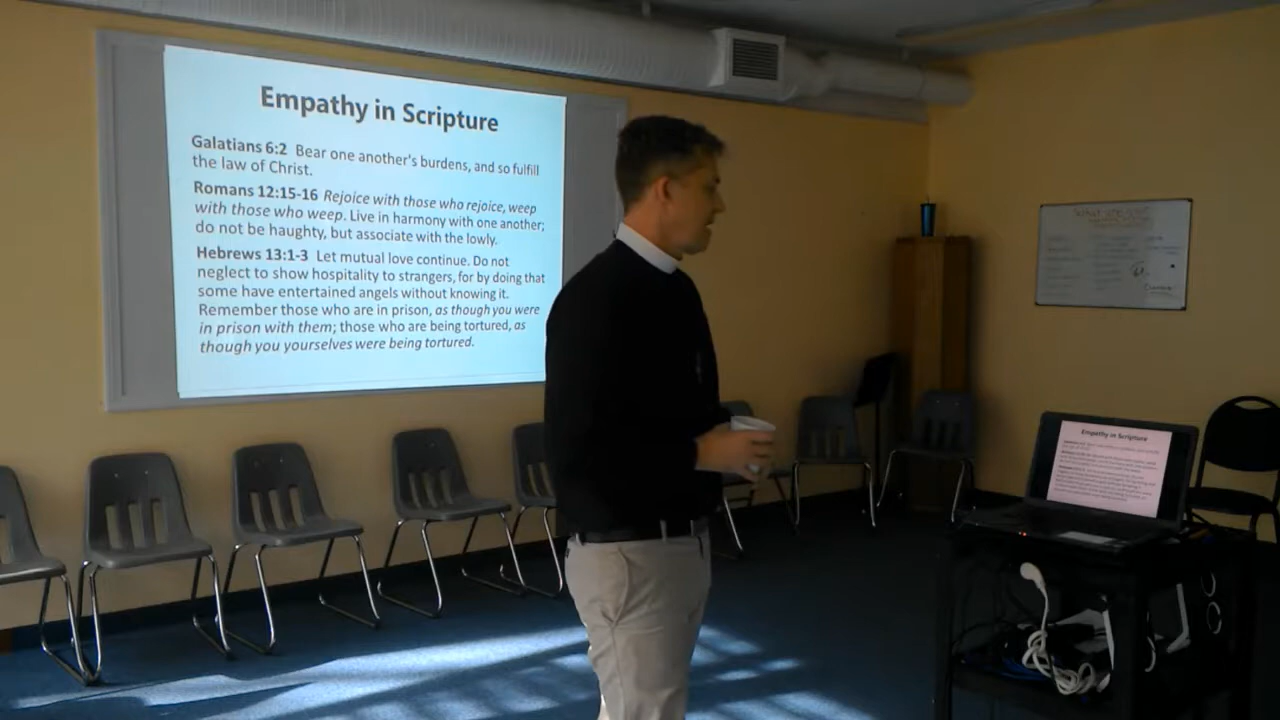 Empathy in Scripture
Galatians 6:2 Bear one another's burdens, and so fulfill
the law of Christ.
Romans 12:15-16 Rejoice with those who rejoice, weep
with those who weep. Live in harmony with one another;
do not be haughty, but associate with the lowly.
Hebrews 13:1-3 Let mutual love continue. Do not
neglect to show hospitality to strangers, for by doing that
some have entertained angels without knowing it.
Remember those who are in prison, as though you were
in prison with them; those who are being tortured, as
though you yourselves were being tortured.
What are
Empathy in Scripture